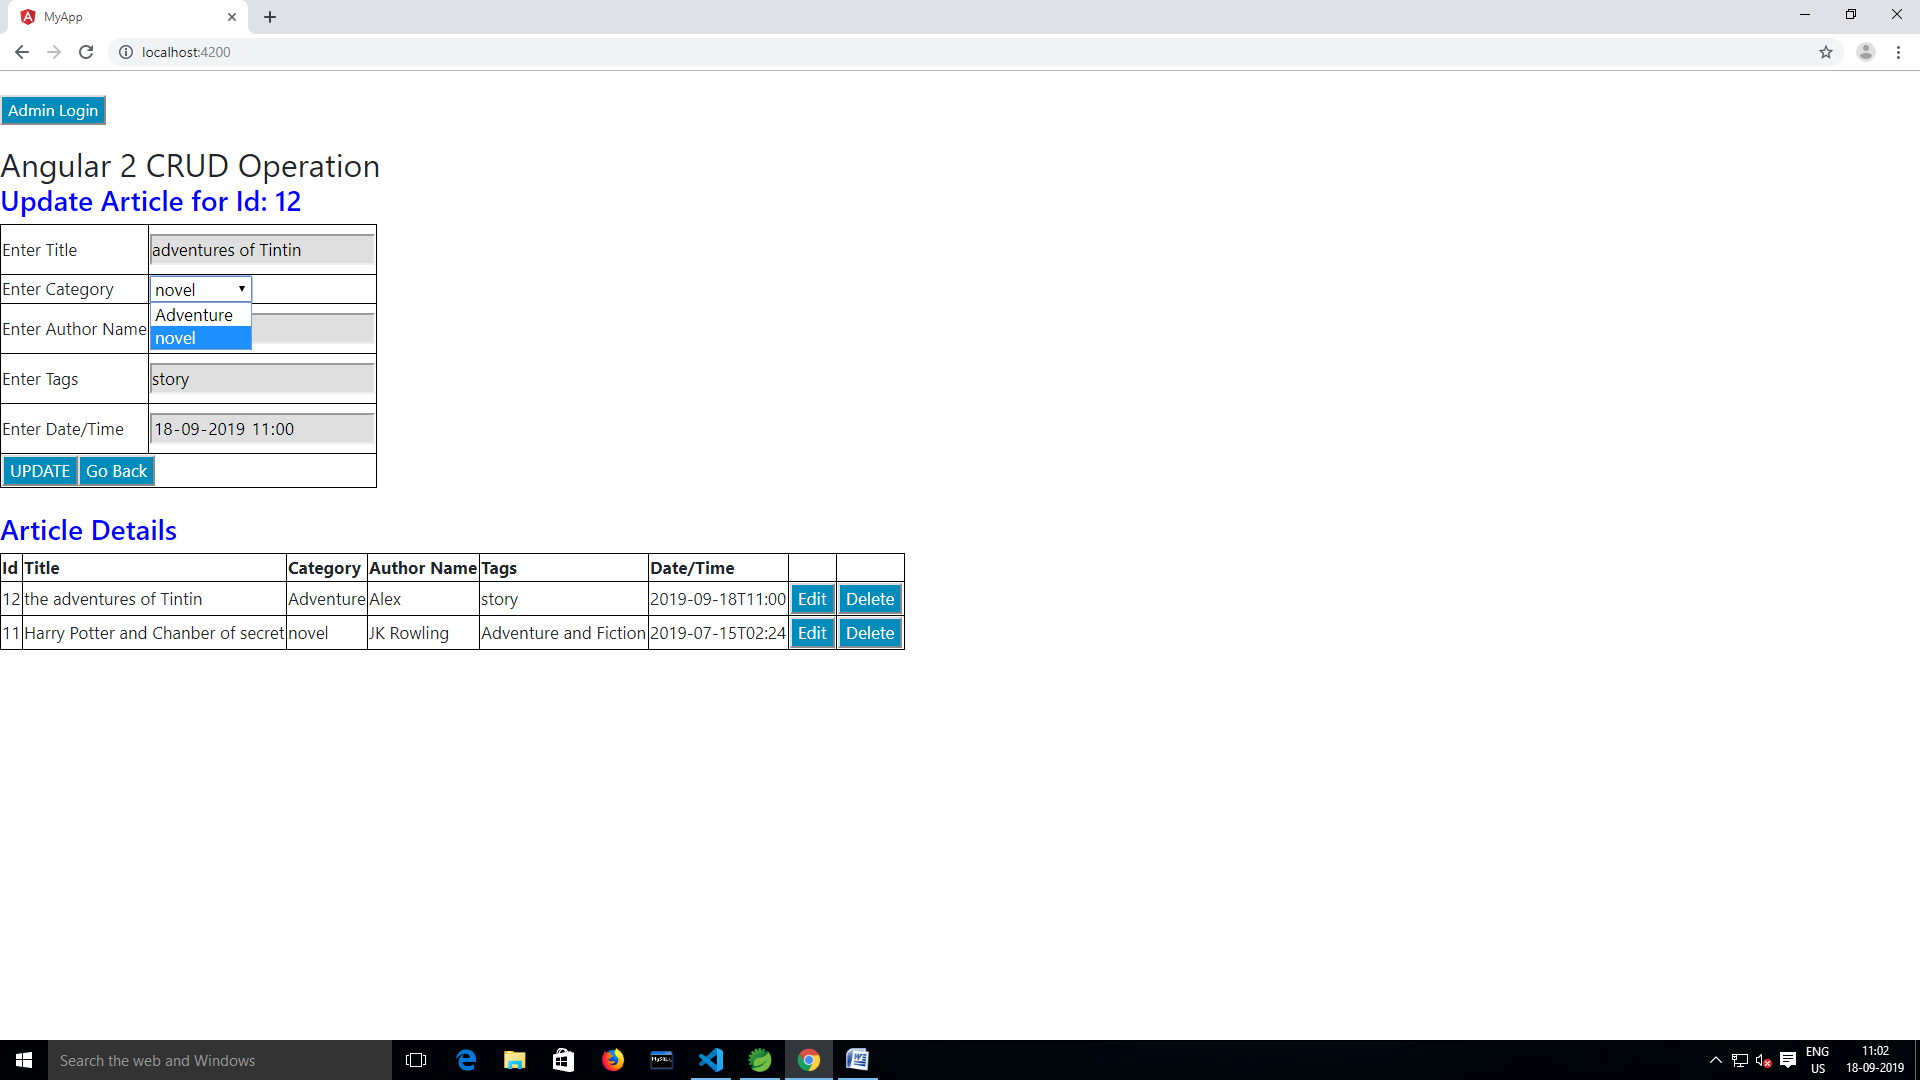 MyApp
localhost:4200
Admin Login
Angular 2 CRUD Operation
Update Article for Id: 12
Enter Title adventures of Tintin
Enter Category novel
Adventure
Enter Author Name novel
Enter Tags story
Enter Date/Time 18-09-2019 11:00
UPDATE Go Back
Article Details
Id Title Category Author Name Tags Date/Time
12 the adventures of Tintin Adventure Alex story 2019-09-18T11:00 Edit Delete
11 Harry Potter and Chanber of secret novel JK Rowling Adventure and Fiction 2019-07-15T02:24 Edit Delete
Search the web and Windows
ENG 11:02
US 18-09-2019